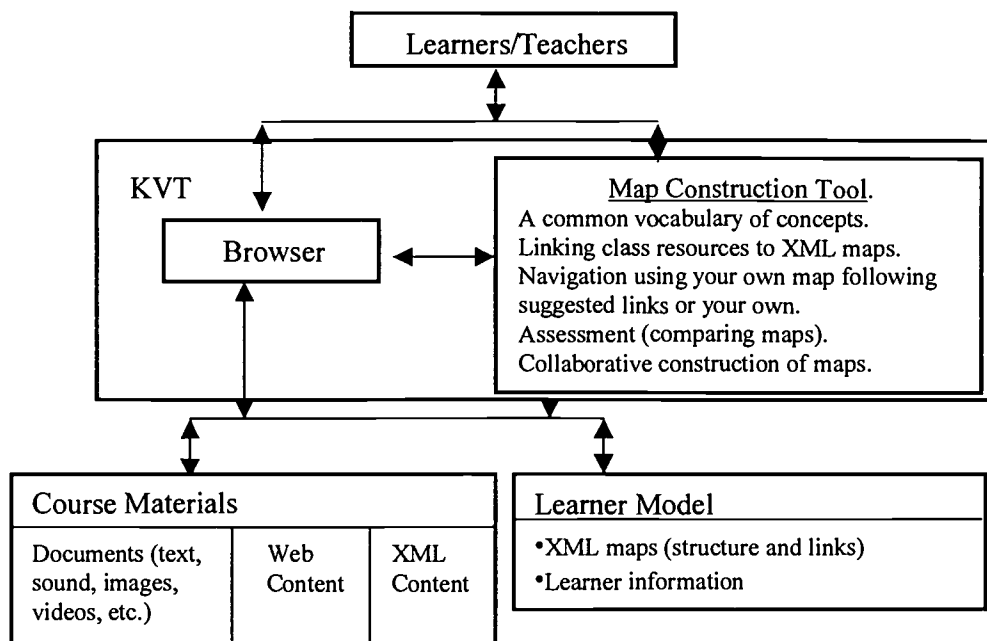 Learners/Teachers
KVT
Browser
Map Construction Tool.
A common vocabulary of concepts.
Linking class resources to XML maps.
Navigation using your own map following
suggested links or your own.
Assessment (comparing maps).
Collaborative construction of maps.
Course Materials
Documents (text,
sound, images,
videos, etc.)
Web
Content
XML
Content
Learner Model
•XML maps (structure and links)
•Learner information